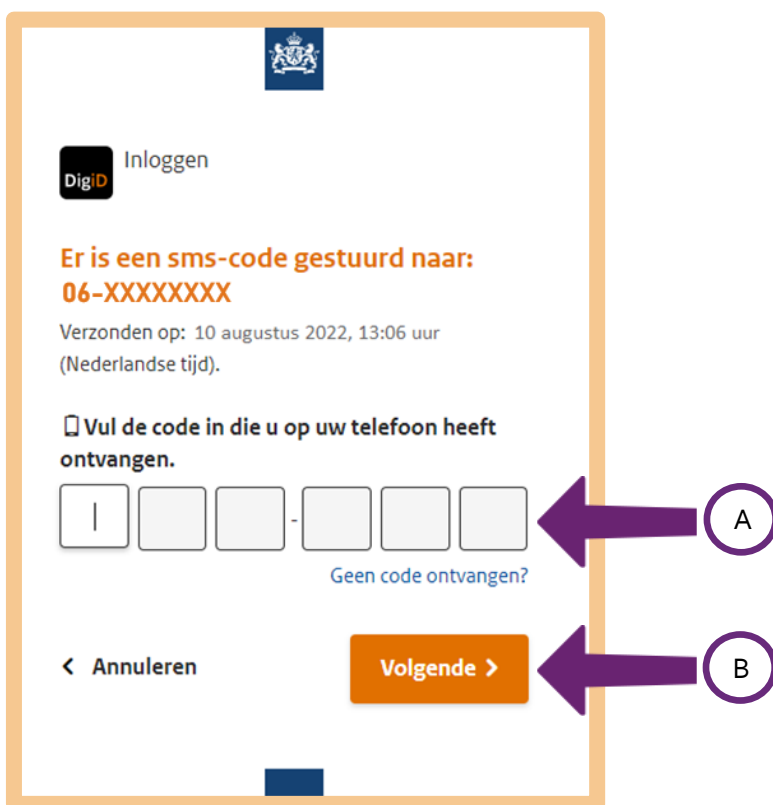 DigiD
Inloggen
Er is een sms-code gestuurd naar:
06-XXXXXXXX
Verzonden op: 10 augustus 2022, 13:06 uur
(Nederlandse tijd).
Vul de code in die u op uw telefoon heeft
ontvangen.
-
A
Geen code ontvangen?
Annuleren
Volgende
B